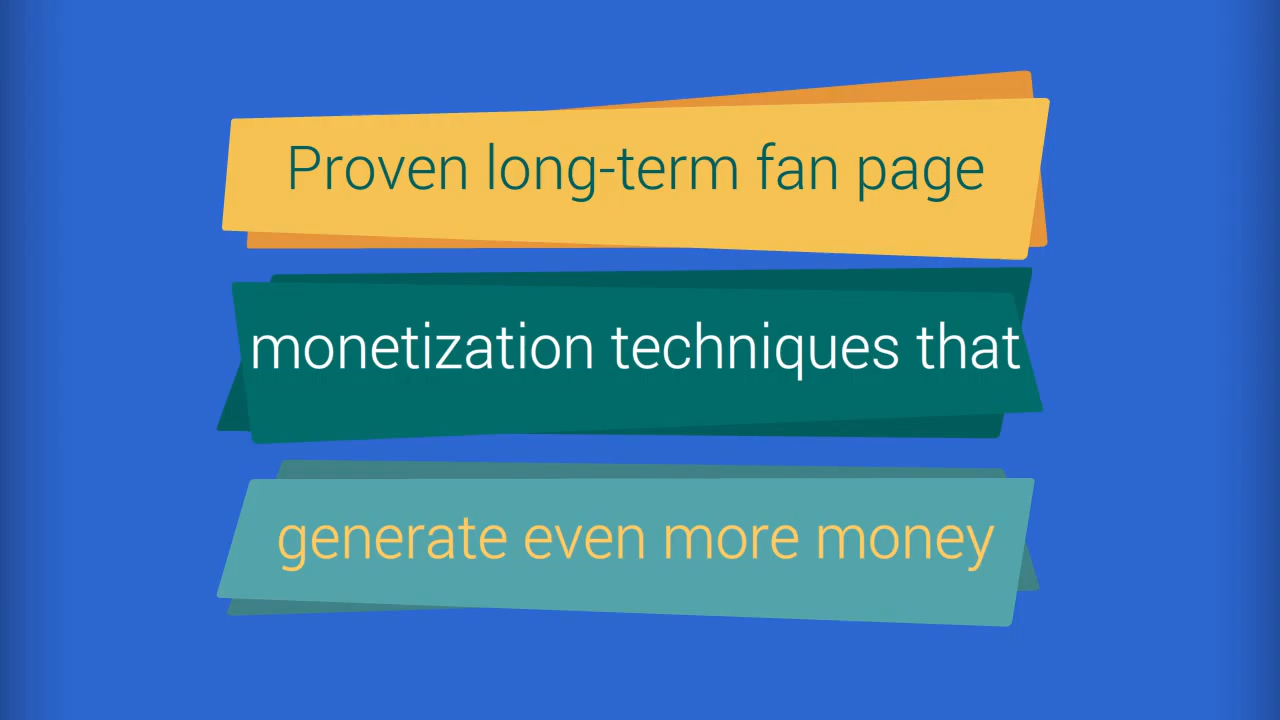 Proven long-term fan page
monetization techniques that
generate even more money